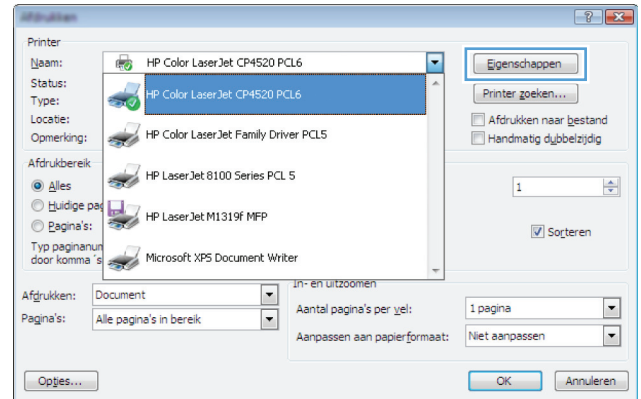 Afdrukken
Printer
Naam: HP Color LaserJet CP4520 PCL6 Eigenschappen
Status:
Type: HP Color LaserJet CP4520 PCL6 Printer zoeken...
Locatie: Afdrukken naar bestand
Opmerking: HP Color LaserJet Family Driver PCL5 Handmatig dubbelzijdig
Afdrukbereik
Alles HP LaserJet 8100 Series PCL 5 1
Huidige pag
Pagina's: HP LaserJet M1319f MFP Sorteren
Typ paginanum
door komma 's Microsoft XPS Document Writer
In- en uitzoomen
Afdrukken: Document Aantal pagina's per vel: 1 pagina
Pagina's: Alle pagina's in bereik Aanpassen aan papierformaat: Niet aanpassen
Opties... OK Annuleren